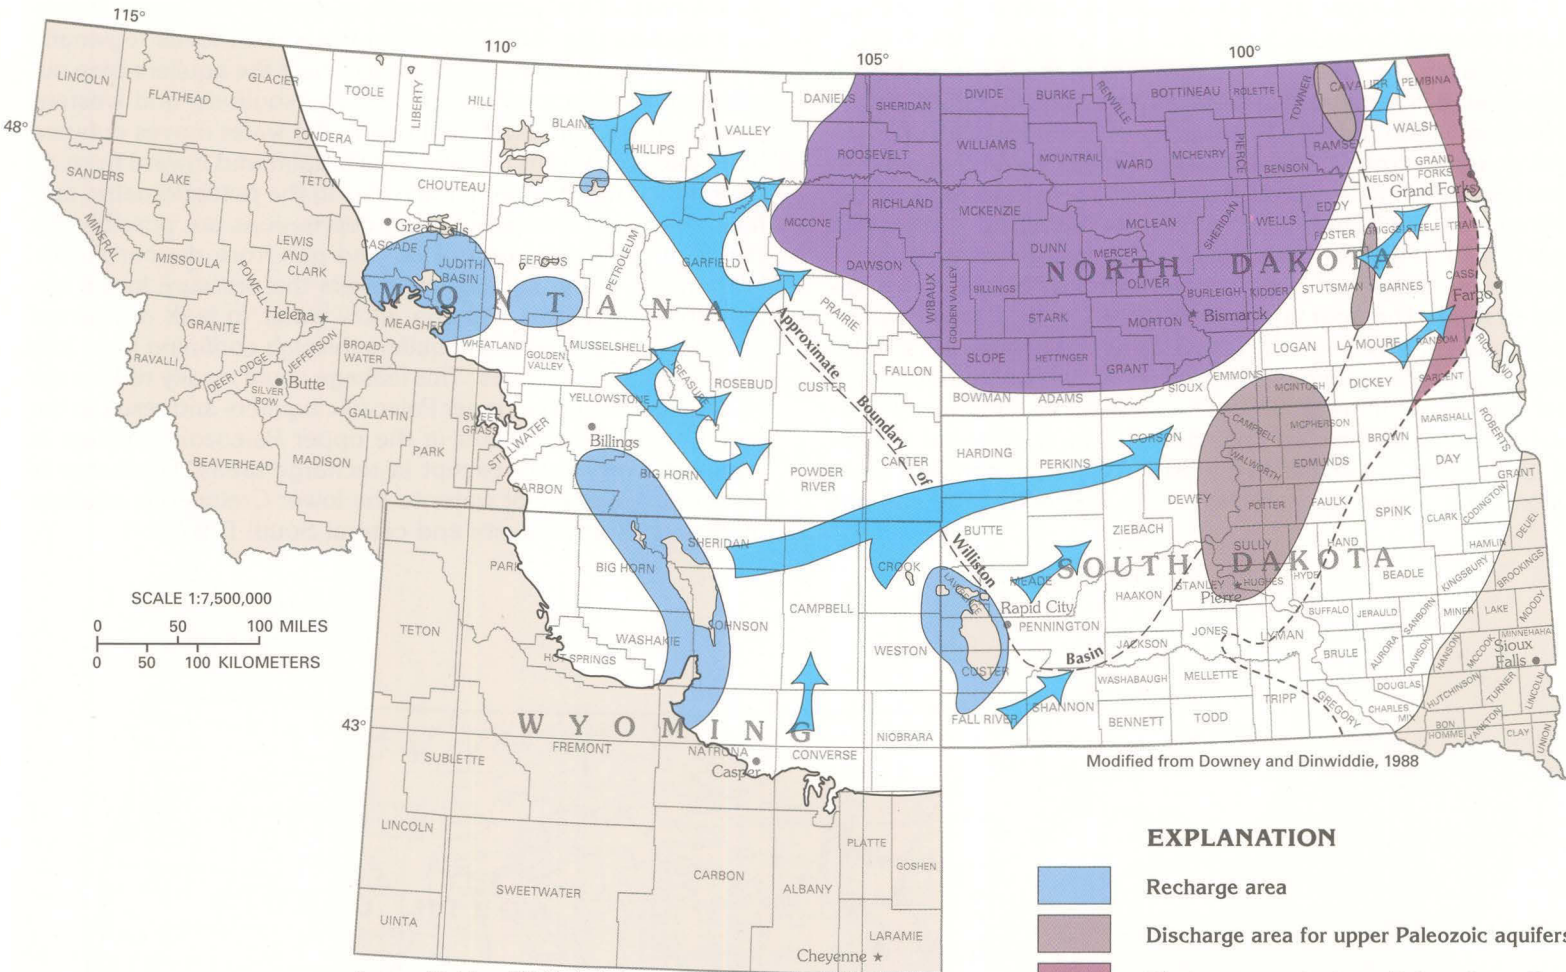 115°
110°
105°
100°
48°
43°
LINCOLN
FLATHEAD
GLACIER
TOOLE
LIBERTY
HILL
BLAINE
PHILLIPS
VALLEY
DANIELS
SHERIDAN
DIVIDE
BURKE
RENVILLE
BOTTINEAU
ROLETTE
TOWNER
CAVALIER
PEMBINA
PONDERA
SANDERS
LAKE
TETON
CHOUTEAU
ROOSEVELT
WILLIAMS
MOUNTRAIL
WARD
MCHENRY
PIERCE
BENSON
RAMSEY
WALSH
NELSON
GRAND
FORKS
Grand Forks
MINERAL
MISSOULA
POWELL
LEWIS
AND
CLARK
Great Falls
CASCADE
JUDITH
BASIN
FERGUS
PETROLEUM
GARFIELD
MCCONE
RICHLAND
DAWSON
WIBAUX
MCKENZIE
DUNN
MCLEAN
MERCER
OLIVER
SHERIDAN
WELLS
EDDY
FOSTER
GRIGGS
STEELE
TRAILL
MONTANA
NORTH DAKOTA
GOLDEN VALLEY
BILLINGS
STARK
MORTON
BURLEIGH
KIDDER
STUTSMAN
BARNES
CASS
Fargo
Bismarck
GRANITE
Helena
MEAGHER
BROAD-
WATER
JEFFERSON
RAVALLI
DEER LODGE
SILVER
BOW
Butte
WHEATLAND
GOLDEN
VALLEY
MUSSELSHELL
TREASURE
ROSEBUD
CUSTER
PRAIRIE
FALLON
SLOPE
HETTINGER
GRANT
SIOUX
EMMONS
LOGAN
LA MOURE
RANSOM
RICHLAND
BOWMAN
ADAMS
MCINTOSH
DICKEY
SARGENT
GALLATIN
PARK
SWEET
GRASS
STILLWATER
YELLOWSTONE
Billings
BEAVERHEAD
MADISON
CARBON
BIG HORN
POWDER
RIVER
CARTER
Approximate Boundary of Williston Basin
HARDING
PERKINS
CORSON
CAMPBELL
MCPHERSON
BROWN
MARSHALL
ROBERTS
DAY
WALWORTH
EDMUNDS
GRANT
DEWEY
POTTER
FAULK
SPINK
CLARK
CODINGTON
DEUEL
HAMLIN
BUTTE
ZIEBACH
SULLY
HAND
SOUTH DAKOTA
MEADE
LAWRENCE
HAAKON
STANLEY
HUGHES
HYDE
BEADLE
KINGSBURY
BROOKINGS
Pierre
Rapid City
PENNINGTON
JACKSON
JONES
LYMAN
BUFFALO
JERAULD
SANBORN
MINER
LAKE
MOODY
BRULE
AURORA
DAVISON
HANSON
MCCOOK
MINNEHAHA
Sioux
Falls
CUSTER
FALL RIVER
SHANNON
WASHABAUGH
MELLETTE
BENNETT
TODD
TRIPP
GREGORY
DOUGLAS
CHARLES
MIX
HUTCHINSON
TURNER
LINCOLN
BON
HOMME
YANKTON
CLAY
UNION
PARK
BIG HORN
SHERIDAN
JOHNSON
CAMPBELL
CROOK
WESTON
TETON
WASHAKIE
HOT SPRINGS
WYOMING
FREMONT
NATRONA
Casper
CONVERSE
NIOBRARA
SUBLETTE
LINCOLN
SWEETWATER
CARBON
ALBANY
PLATTE
GOSHEN
UINTA
LARAMIE
Cheyenne
SCALE 1:7,500,000
0 50 100 MILES
0 50 100 KILOMETERS
Modified from Downey and Dinwiddie, 1988
EXPLANATION
Recharge area
Discharge area for upper Paleozoic aquifers